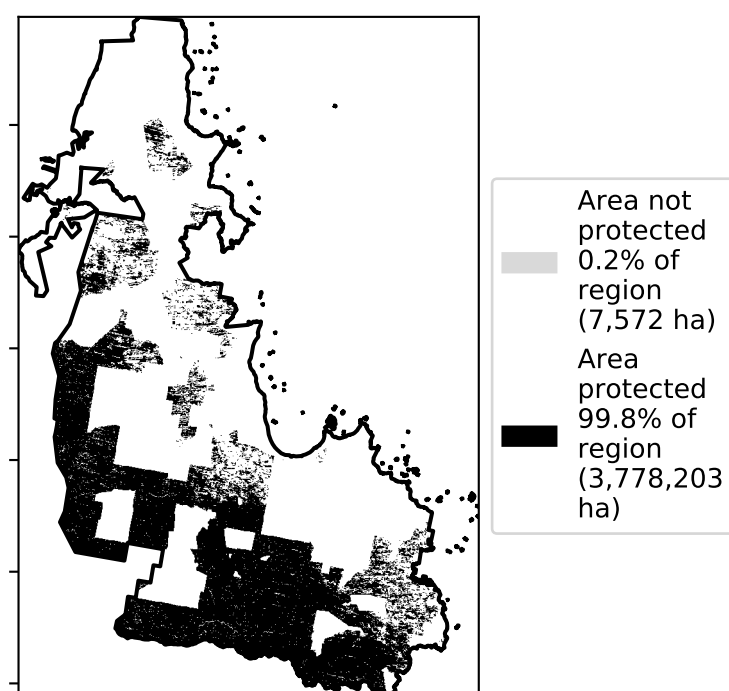 Area not
protected
0.2% of
region
(7,572 ha)
Area
protected
99.8% of
region
(3,778,203
ha)